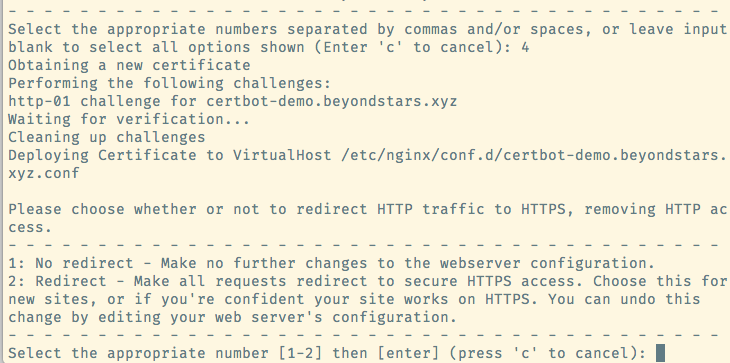 - - - - - - - - - - - - - - - - - - - - - - - - - - - - - - - - - - - - - - - -
Select the appropriate numbers separated by commas and/or spaces, or leave input
blank to select all options shown (Enter 'c' to cancel): 4
Obtaining a new certificate
Performing the following challenges:
http-01 challenge for certbot-demo.beyondstars.xyz
Waiting for verification...
Cleaning up challenges
Deploying Certificate to VirtualHost /etc/nginx/conf.d/certbot-demo.beyondstars.
xyz.conf
Please choose whether or not to redirect HTTP traffic to HTTPS, removing HTTP ac
cess.
- - - - - - - - - - - - - - - - - - - - - - - - - - - - - - - - - - - - - - - -
1: No redirect - Make no further changes to the webserver configuration.
2: Redirect - Make all requests redirect to secure HTTPS access. Choose this for
new sites, or if you're confident your site works on HTTPS. You can undo this
change by editing your web server's configuration.
- - - - - - - - - - - - - - - - - - - - - - - - - - - - - - - - - - - - - - - -
Select the appropriate number [1-2] then [enter] (press 'c' to cancel):